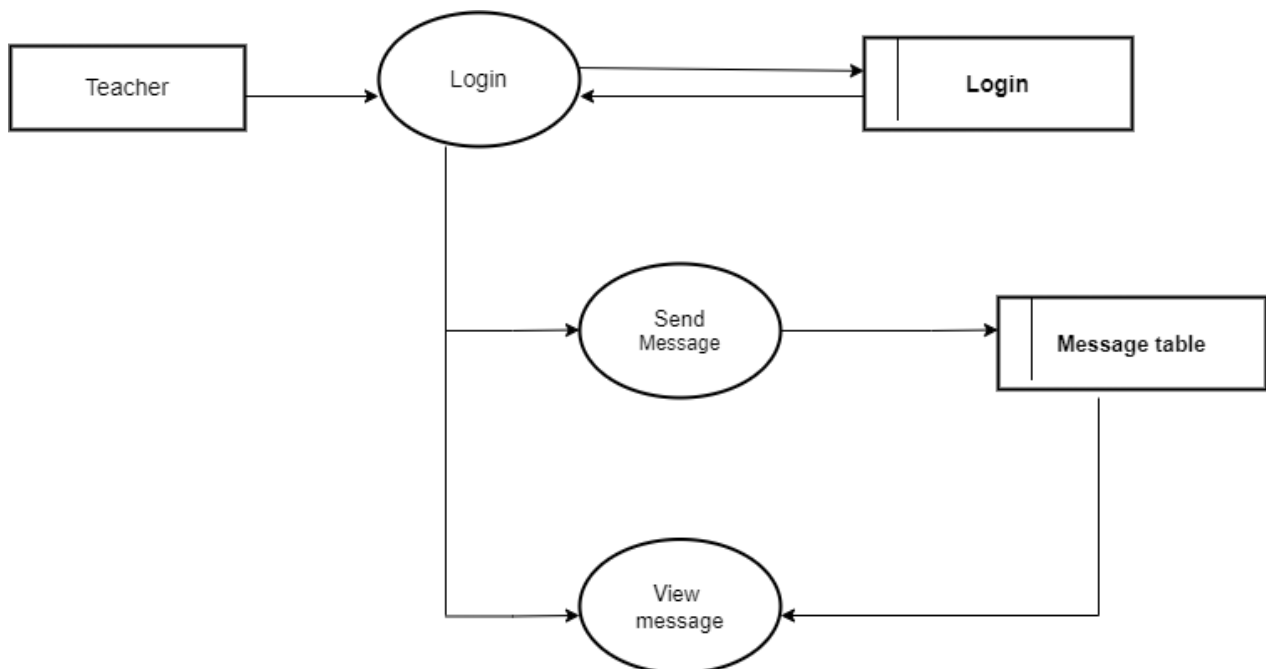 Teacher
Login
Login
Send
Message
Message table
View
message